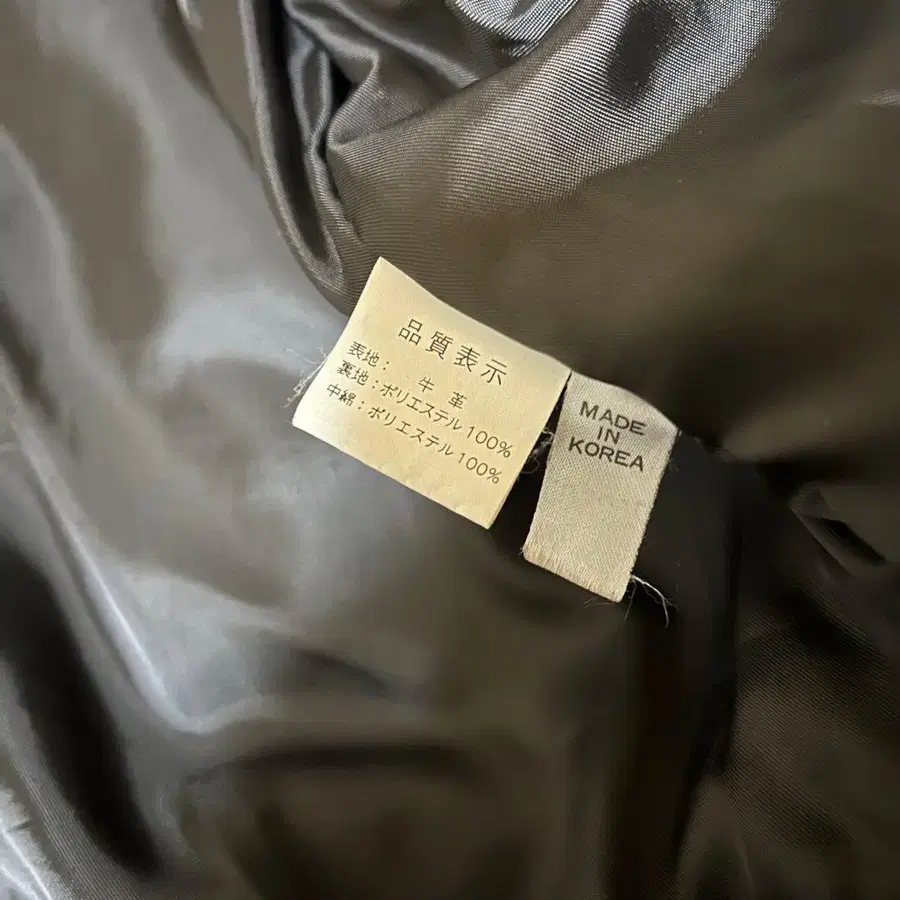 品質表示
表地： 牛 革
裏地：ポリエステル100%
中綿：ポリエステル100%
MADE
IN
KOREA